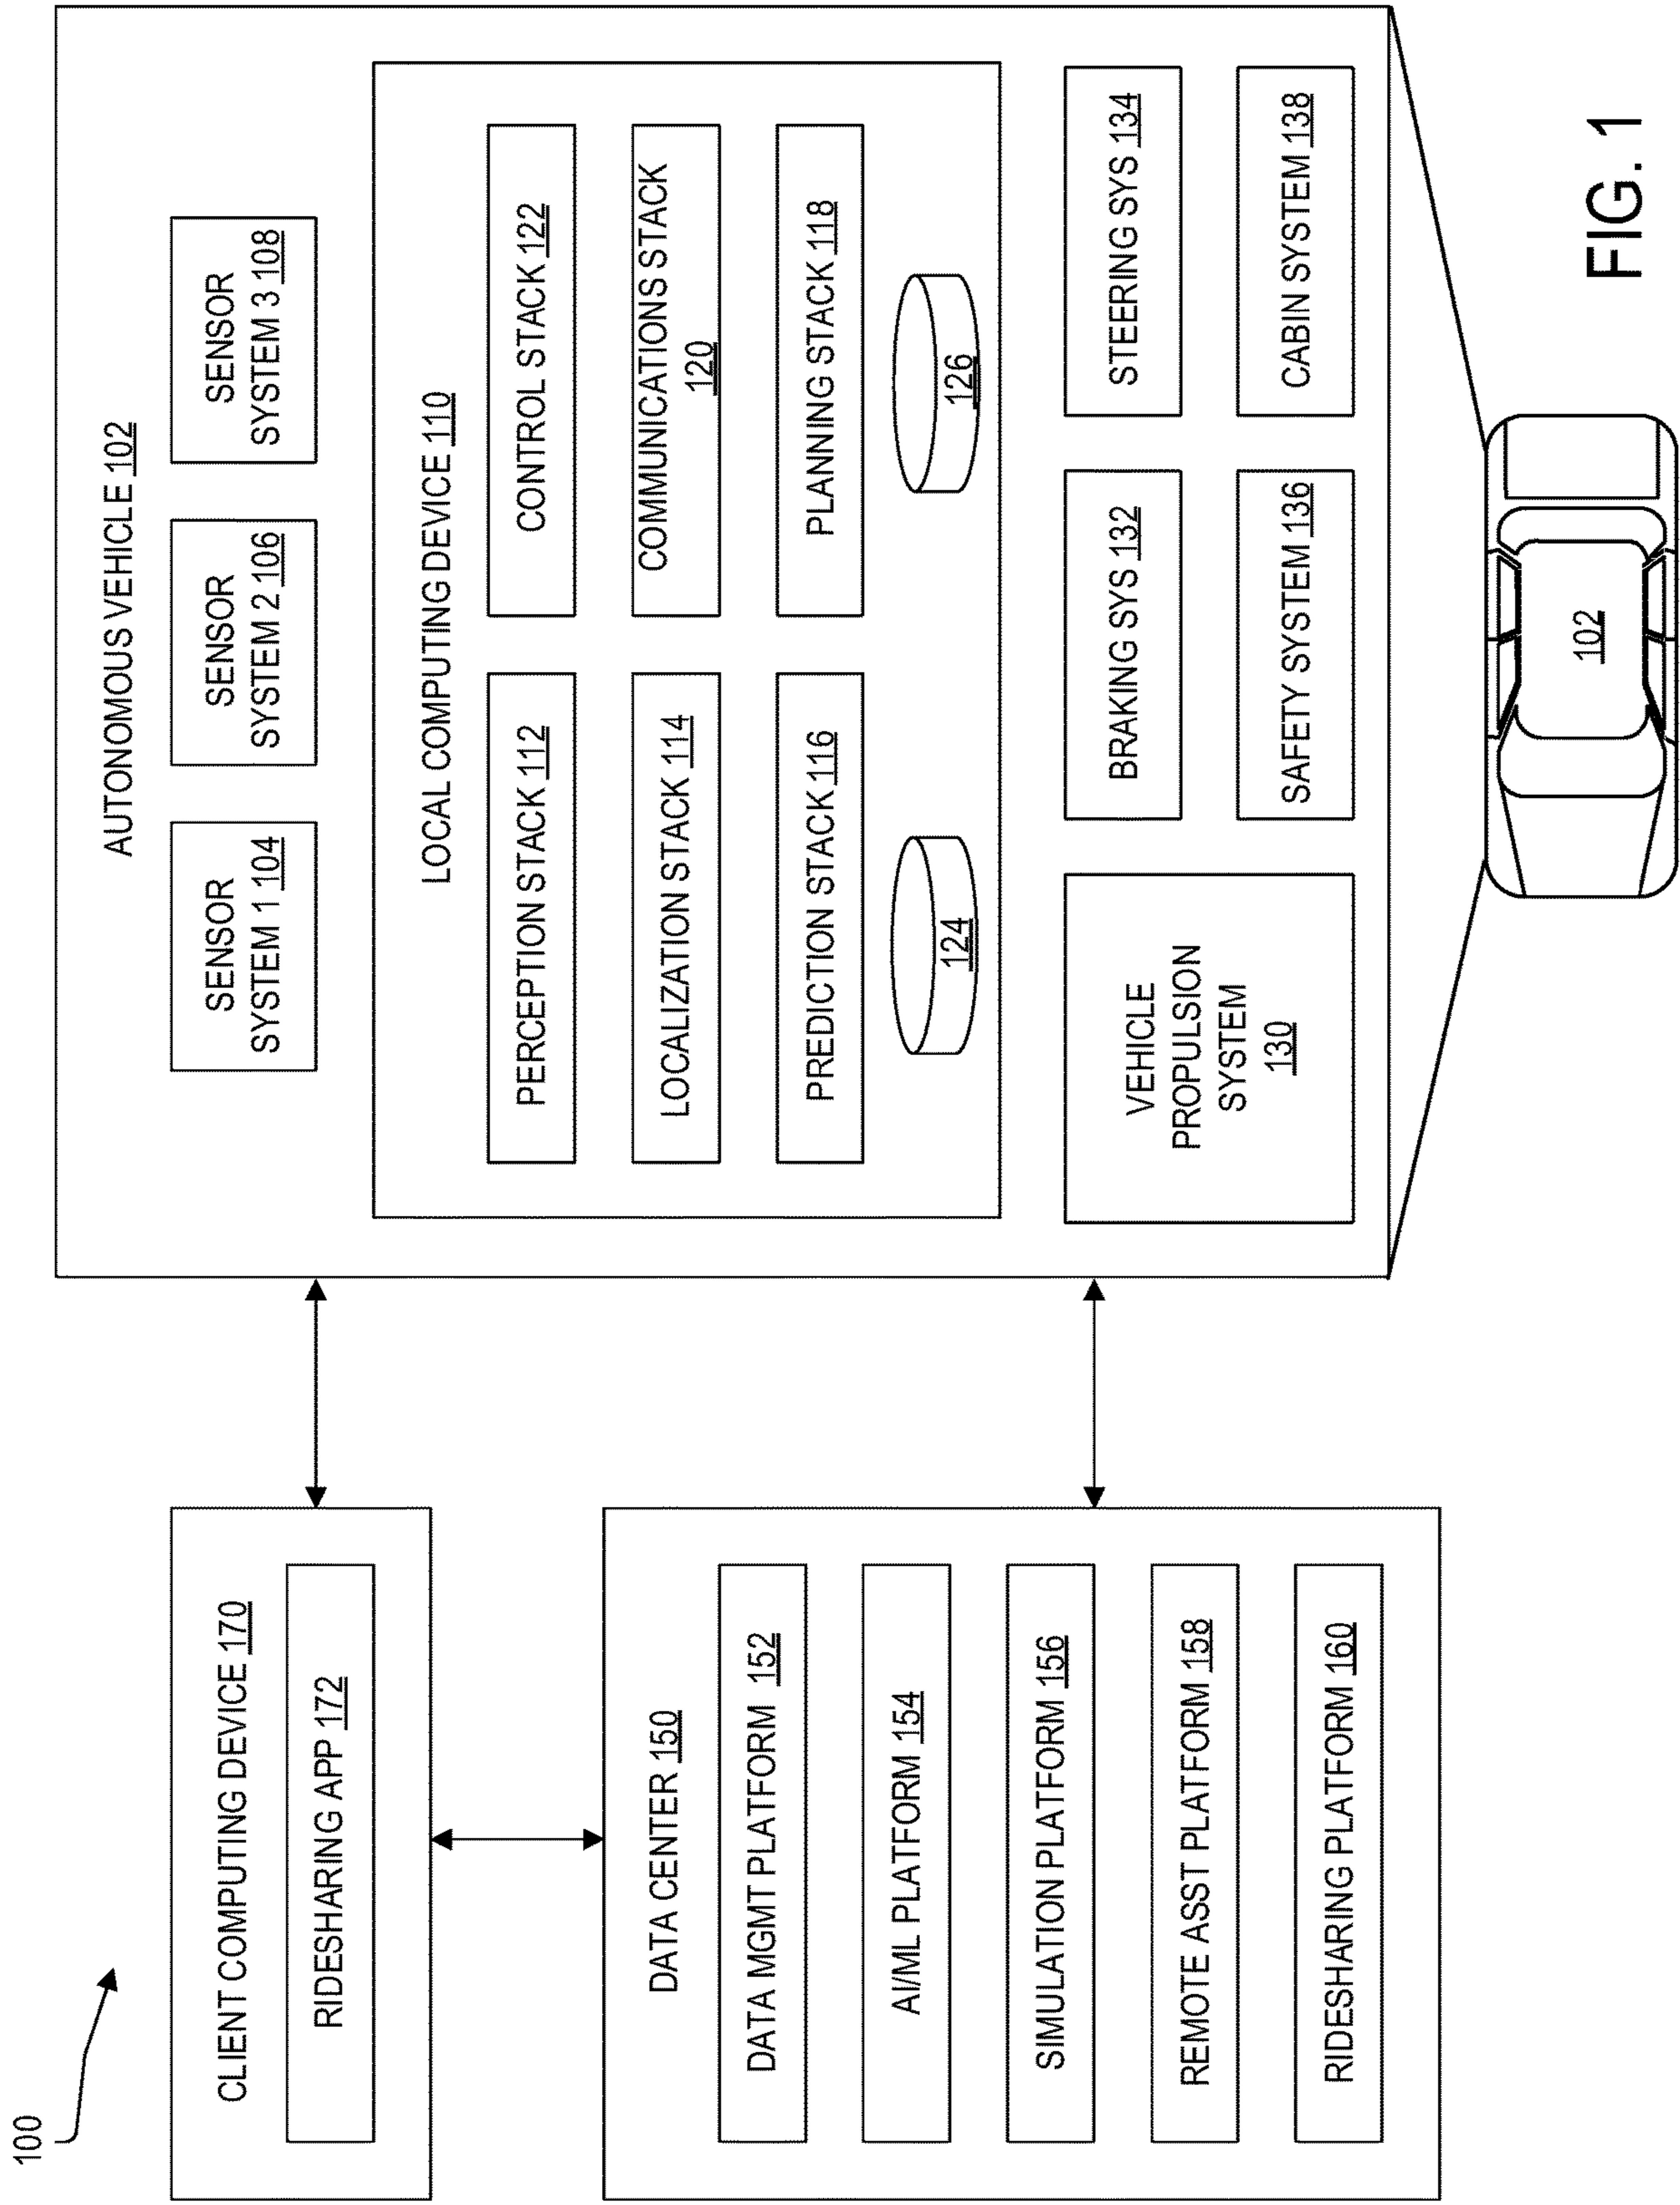 100
CLIENT COMPUTING DEVICE 170
RIDESHARING APP 172
DATA CENTER 150
DATA MGMT PLATFORM 152
AI/ML PLATFORM 154
SIMULATION PLATFORM 156
REMOTE ASST PLATFORM 158
RIDESHARING PLATFORM 160
AUTONOMOUS VEHICLE 102
SENSOR
SYSTEM 1 104
SENSOR
SYSTEM 2 106
SENSOR
SYSTEM 3 108
LOCAL COMPUTING DEVICE 110
PERCEPTION STACK 112
CONTROL STACK 122
LOCALIZATION STACK 114
COMMUNICATIONS STACK
120
PREDICTION STACK 116
PLANNING STACK 118
124
126
VEHICLE
PROPULSION
SYSTEM
130
BRAKING SYS 132
STEERING SYS 134
SAFETY SYSTEM 136
CABIN SYSTEM 138
102
FIG. 1